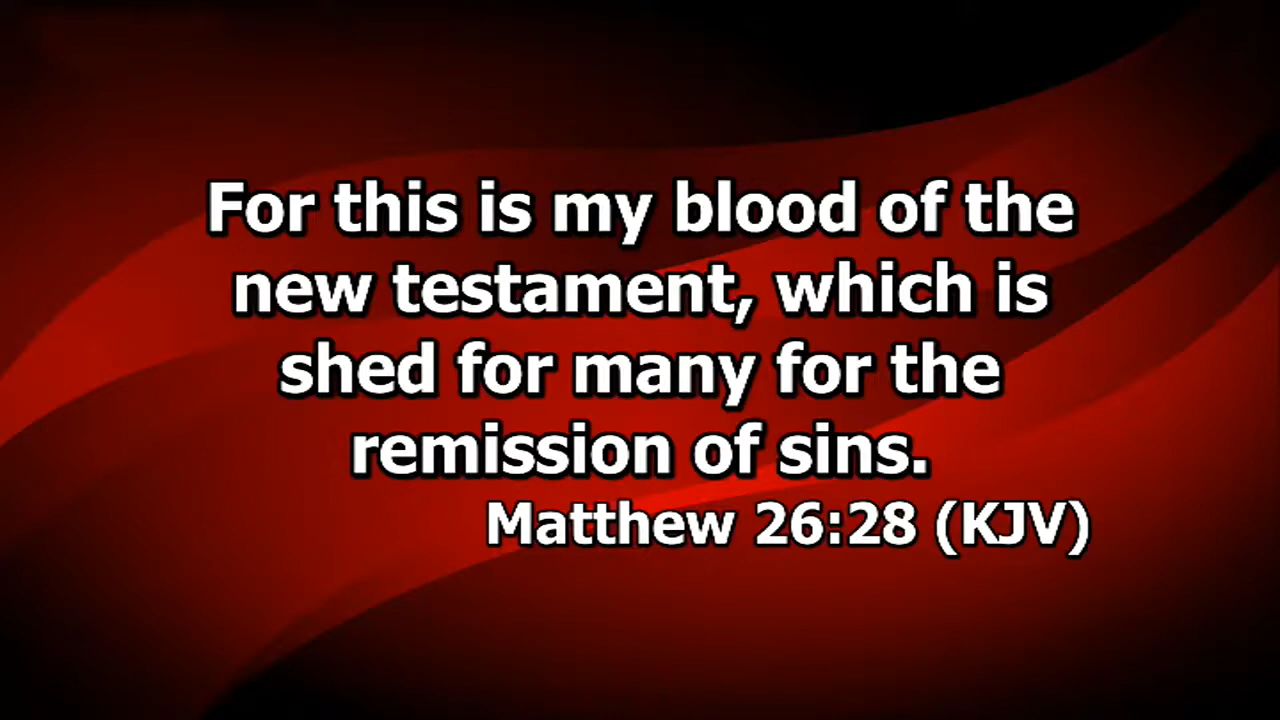 For this is my blood of the
new testament, which is
shed for many for the
remission of sins.
Matthew 26:28 (KJV)